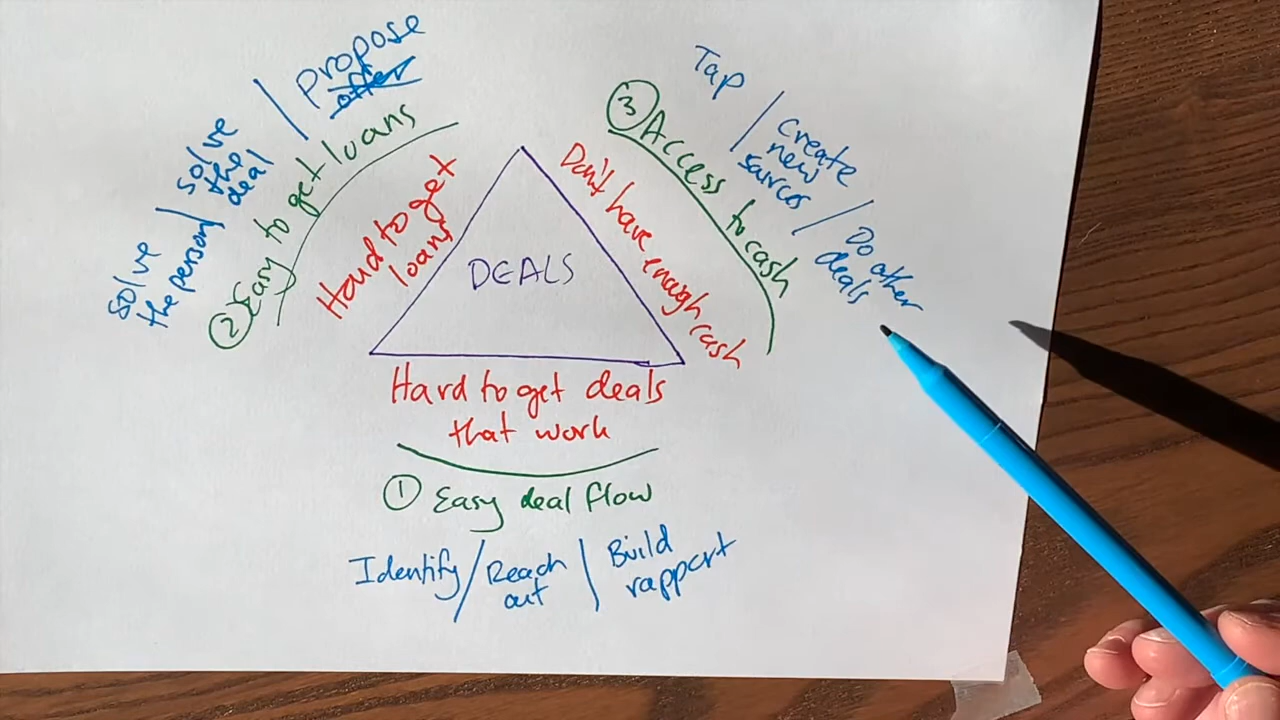 Propose
offer
solve
the
deal
solve
the person
② Easy to get loans
Hard to get
loans
DEALS
Tap
create
new
sources
Do other
deals
③ Access to cash
Don't have enough cash
Hard to get deals
that work
① Easy deal flow
Identify / Reach
out
Build
rapport